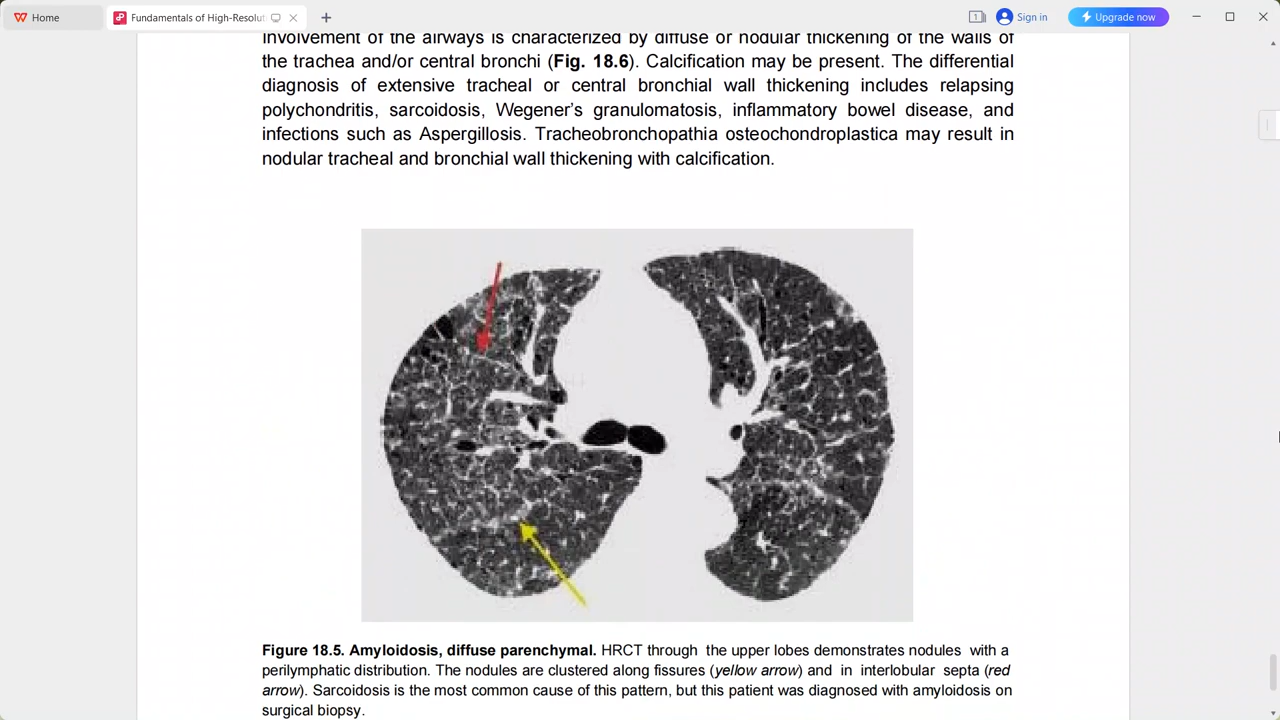 Home
Fundamentals of High-Resolut
1
Sign in
Upgrade now
involvement of the airways is characterized by diffuse or nodular thickening of the walls of
the trachea and/or central bronchi (Fig. 18.6). Calcification may be present. The differential
diagnosis of extensive tracheal or central bronchial wall thickening includes relapsing
polychondritis, sarcoidosis, Wegener’s granulomatosis, inflammatory bowel disease, and
infections such as Aspergillosis. Tracheobronchopathia osteochondroplastica may result in
nodular tracheal and bronchial wall thickening with calcification.
Figure 18.5. Amyloidosis, diffuse parenchymal. HRCT through the upper lobes demonstrates nodules with a
perilymphatic distribution. The nodules are clustered along fissures (yellow arrow) and in interlobular septa (red
arrow). Sarcoidosis is the most common cause of this pattern, but this patient was diagnosed with amyloidosis on
surgical biopsy.